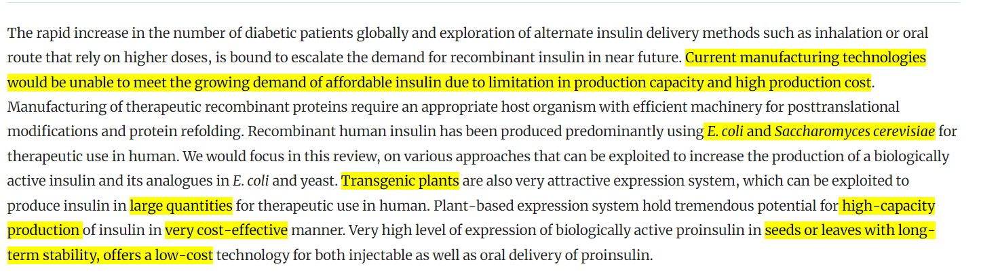 The rapid increase in the number of diabetic patients globally and exploration of alternate insulin delivery methods such as inhalation or oral
route that rely on higher doses, is bound to escalate the demand for recombinant insulin in near future. Current manufacturing technologies
would be unable to meet the growing demand of affordable insulin due to limitation in production capacity and high production cost.
Manufacturing of therapeutic recombinant proteins require an appropriate host organism with efficient machinery for posttranslational
modifications and protein refolding. Recombinant human insulin has been produced predominantly using E. coli and Saccharomyces cerevisiae for
therapeutic use in human. We would focus in this review, on various approaches that can be exploited to increase the production of a biologically
active insulin and its analogues in E. coli and yeast. Transgenic plants are also very attractive expression system, which can be exploited to
produce insulin in large quantities for therapeutic use in human. Plant-based expression system hold tremendous potential for high-capacity
production of insulin in very cost-effective manner. Very high level of expression of biologically active proinsulin in seeds or leaves with long-
term stability, offers a low-cost technology for both injectable as well as oral delivery of proinsulin.